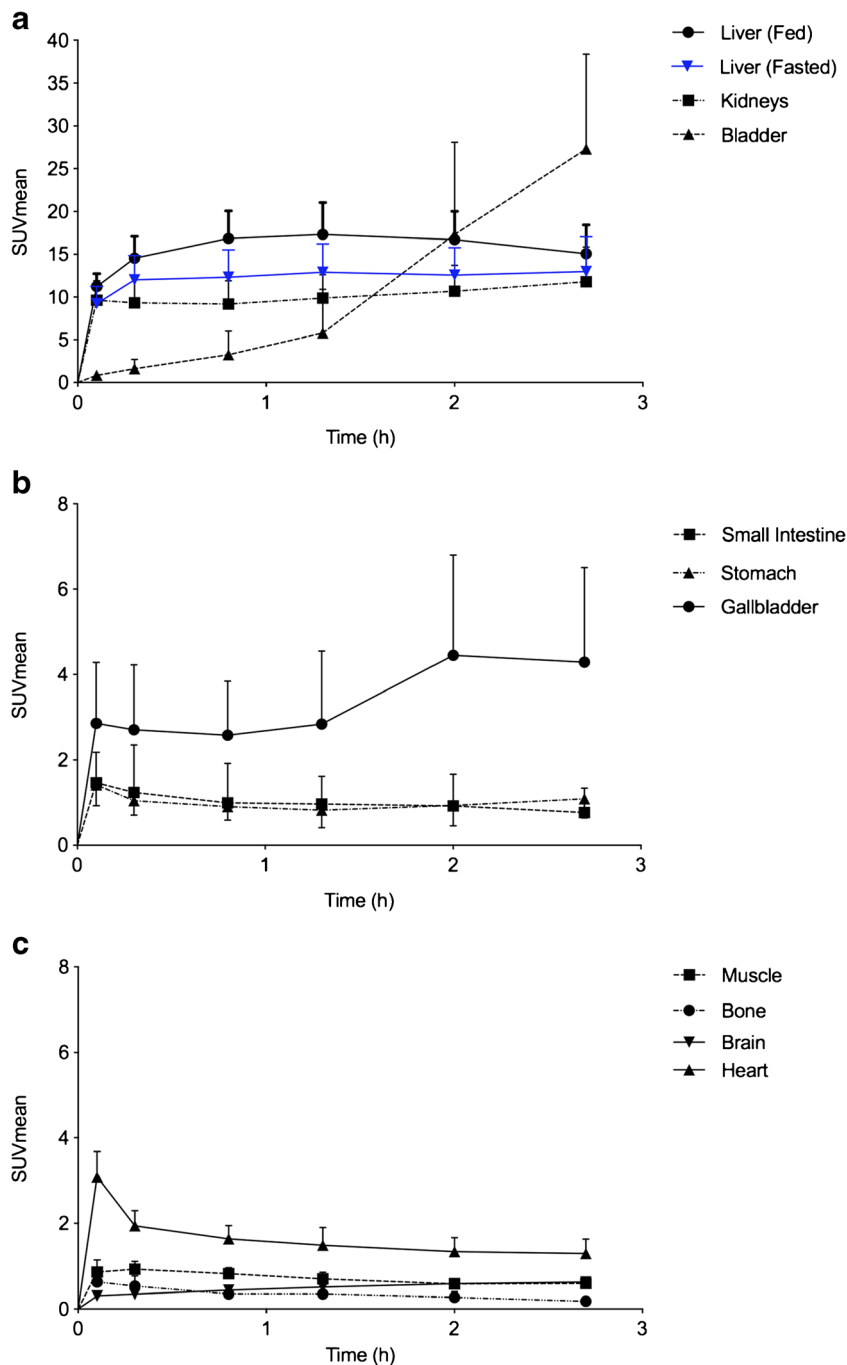 a
40
35
30
25
20
15
10
5
0
SUVmean
0 1 2 3
Time (h)
Liver (Fed)
Liver (Fasted)
Kidneys
Bladder
b
8
6
4
2
0
SUVmean
0 1 2 3
Time (h)
Small Intestine
Stomach
Gallbladder
c
8
6
4
2
0
SUVmean
0 1 2 3
Time (h)
Muscle
Bone
Brain
Heart